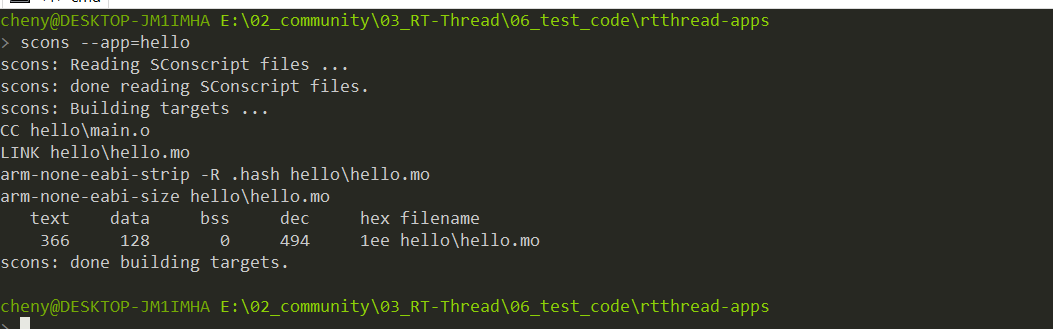 cheny@DESKTOP-JM1IMHA E:\02_community\03_RT-Thread\06_test_code\rtthread-apps
> scons --app=hello
scons: Reading SConscript files ...
scons: done reading SConscript files.
scons: Building targets ...
CC hello\main.o
LINK hello\hello.mo
arm-none-eabi-strip -R .hash hello\hello.mo
arm-none-eabi-size hello\hello.mo
   text    data     bss     dec     hex filename
    366     128       0     494     1ee hello\hello.mo
scons: done building targets.
cheny@DESKTOP-JM1IMHA E:\02_community\03_RT-Thread\06_test_code\rtthread-apps
>